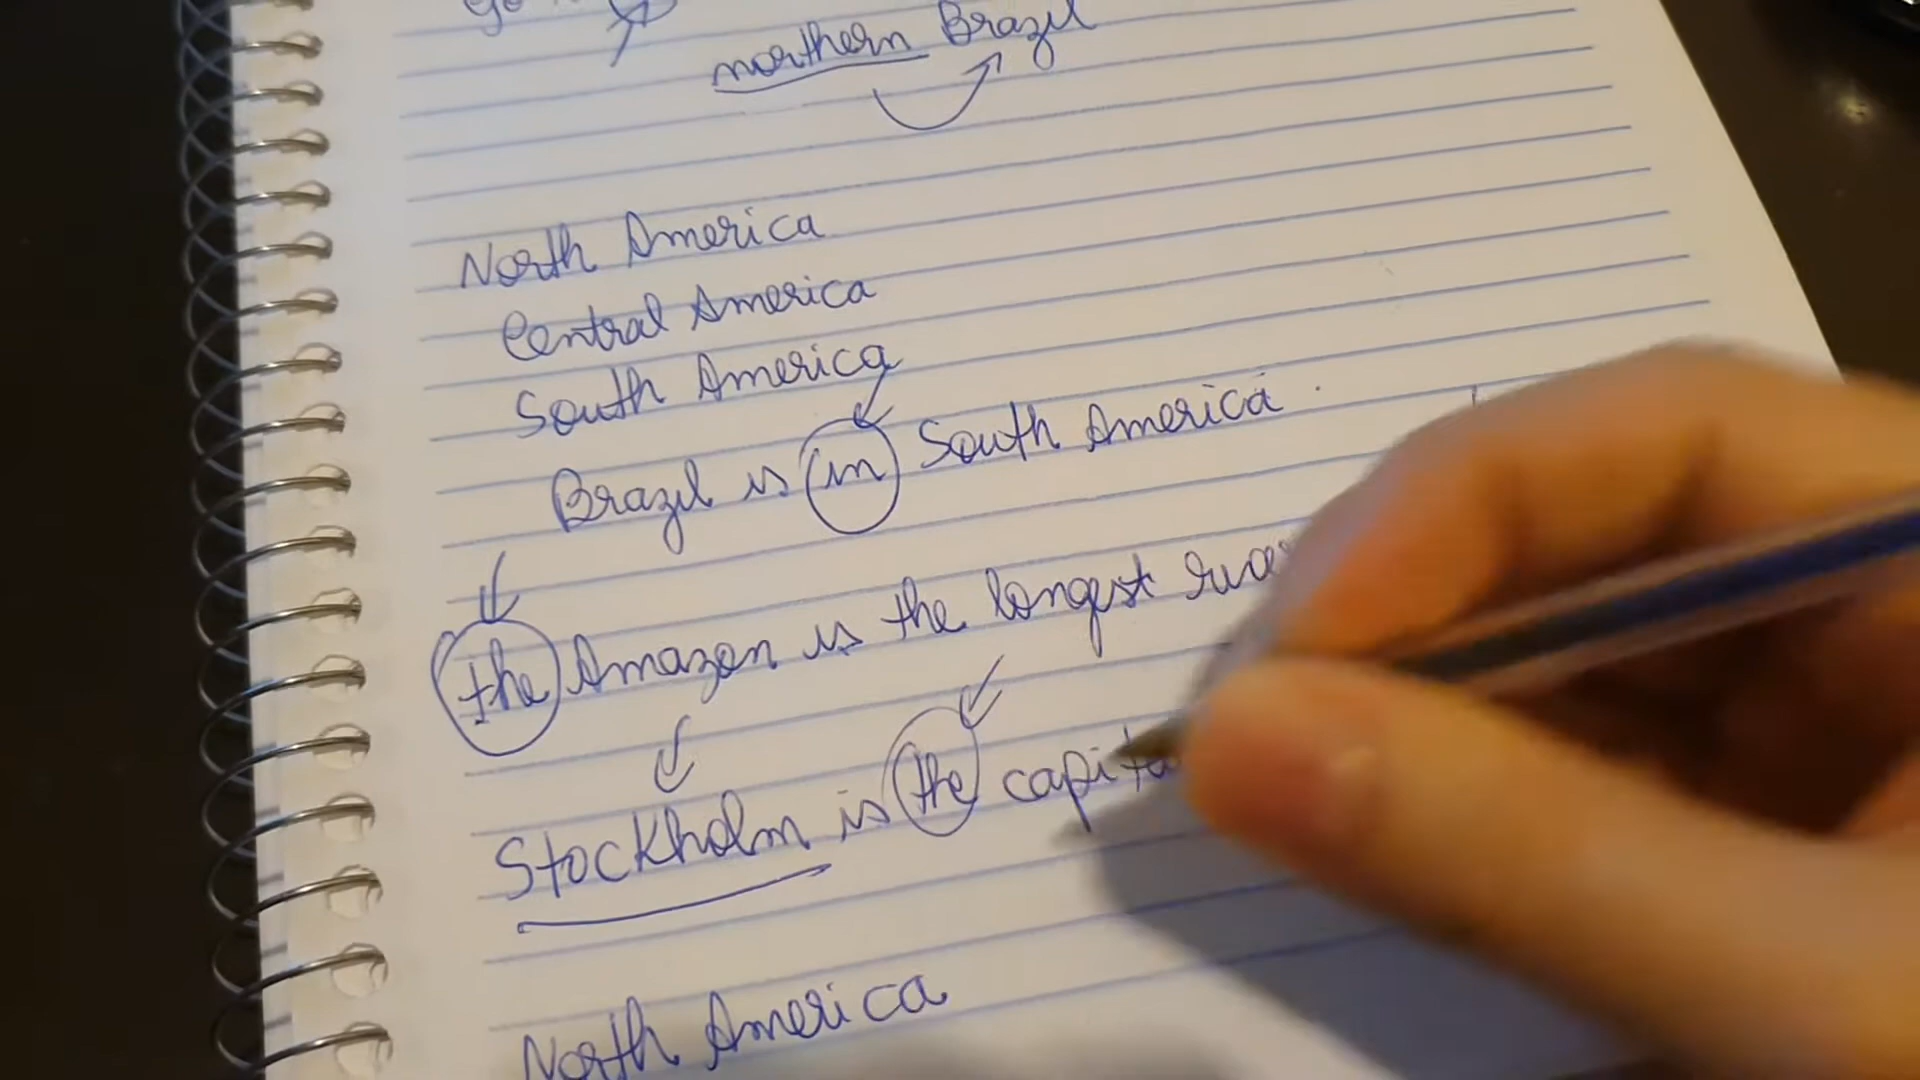 northern Brazil
North America
Central America
South America
Brazil is in South America.
the Amazon is the longest
Stockholm is the
North America